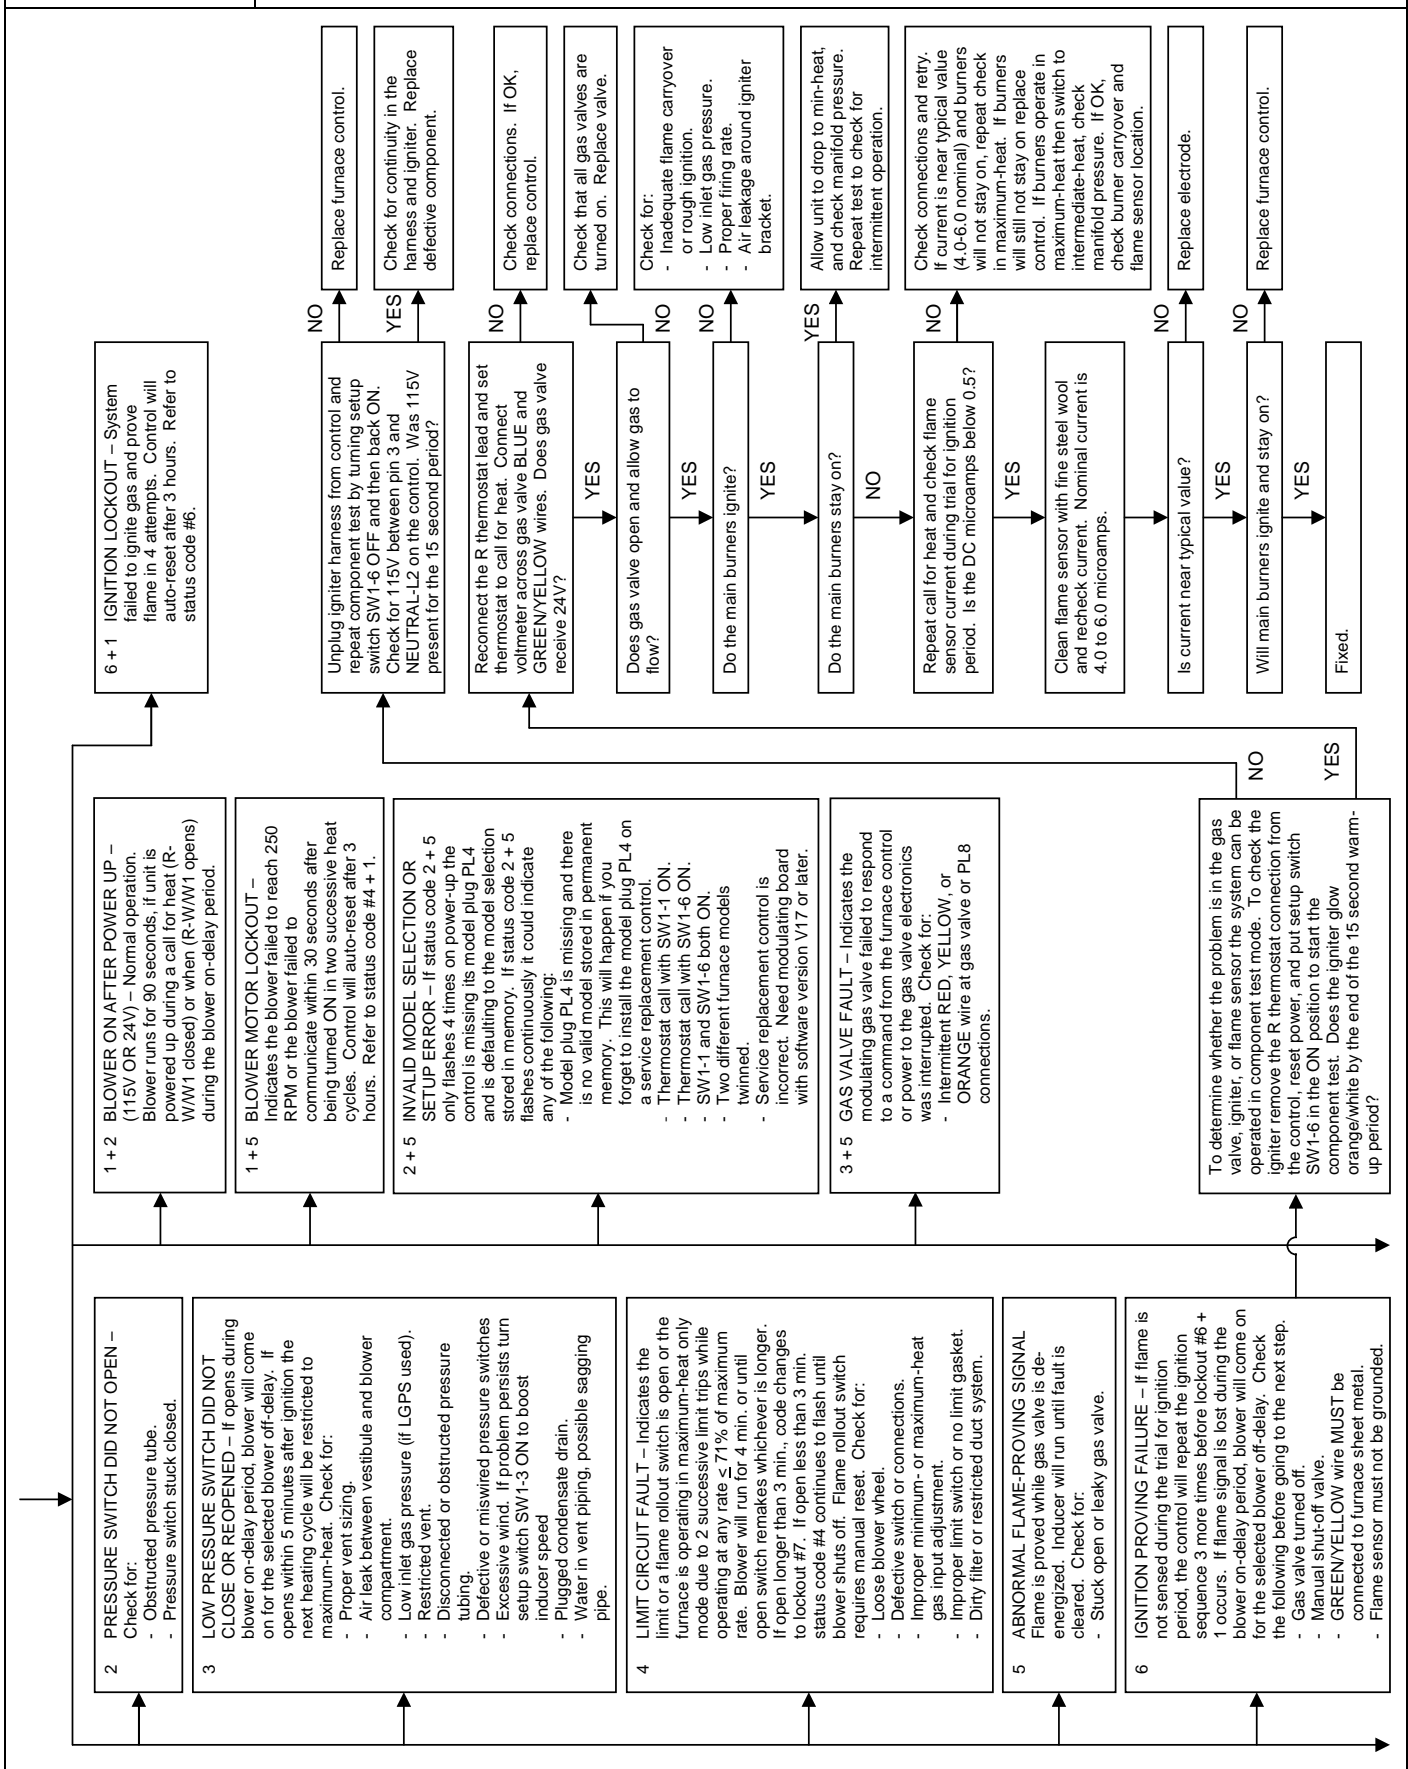 2 PRESSURE SWITCH DID NOT OPEN –
Check for:
- Obstructed pressure tube.
- Pressure switch stuck closed.
3 LOW PRESSURE SWITCH DID NOT
CLOSE OR REOPENED – If opens during
blower on-delay period, blower will come
on for the selected blower off-delay. If
opens within 5 minutes after ignition the
next heating cycle will be restricted to
maximum-heat. Check for:
- Proper vent sizing.
- Air leak between vestibule and blower
compartment.
- Low inlet gas pressure (if LGPS used).
- Restricted vent.
- Disconnected or obstructed pressure
tubing.
- Defective or miswired pressure switches
- Excessive wind. If problem persists turn
setup switch SW1-3 ON to boost
inducer speed
- Plugged condensate drain.
- Water in vent piping, possible sagging
pipe.
4 LIMIT CIRCUIT FAULT – Indicates the
limit or a flame rollout switch is open or the
furnace is operating in maximum-heat only
mode due to 2 successive limit trips while
operating at any rate ≤ 71% of maximum
rate. Blower will run for 4 min. or until
open switch remakes whichever is longer.
If open longer than 3 min., code changes
to lockout #7. If open less than 3 min.
status code #4 continues to flash until
blower shuts off. Flame rollout switch
requires manual reset. Check for:
- Loose blower wheel.
- Defective switch or connections.
- Improper minimum- or maximum-heat
gas input adjustment.
- Improper limit switch or no limit gasket.
- Dirty filter or restricted duct system.
5 ABNORMAL FLAME-PROVING SIGNAL
Flame is proved while gas valve is de-
energized. Inducer will run until fault is
cleared. Check for:
- Stuck open or leaky gas valve.
6 IGNITION PROVING FAILURE – If flame is
not sensed during the trial for ignition
period, the control will repeat the ignition
sequence 3 more times before lockout #6 +
1 occurs. If flame signal is lost during the
blower on-delay period, blower will come on
for the selected blower off-delay. Check
the following before going to the next step.
- Gas valve turned off.
- Manual shut-off valve.
- GREEN/YELLOW wire MUST be
connected to furnace sheet metal.
- Flame sensor must not be grounded.
1 + 2 BLOWER ON AFTER POWER UP –
(115V OR 24V) – Normal operation.
Blower runs for 90 seconds, if unit is
powered up during a call for heat (R-
W/W1 closed) or when (R-W/W1 opens)
during the blower on-delay period.
1 + 5 BLOWER MOTOR LOCKOUT –
Indicates the blower failed to reach 250
RPM or the blower failed to
communicate within 30 seconds after
being turned ON in two successive heat
cycles. Control will auto-reset after 3
hours. Refer to status code #4 + 1.
2 + 5 INVALID MODEL SELECTION OR
SETUP ERROR – If status code 2 + 5
only flashes 4 times on power-up the
control is missing its model plug PL4
and is defaulting to the model selection
stored in memory. If status code 2 + 5
flashes continuously it could indicate
any of the following:
- Model plug PL4 is missing and there
is no valid model stored in permanent
memory. This will happen if you
forget to install the model plug PL4 on
a service replacement control.
- Thermostat call with SW1-1 ON.
- Thermostat call with SW1-6 ON.
- SW1-1 and SW1-6 both ON.
- Two different furnace models
twinned.
- Service replacement control is
incorrect. Need modulating board
with software version V17 or later.
3 + 5 GAS VALVE FAULT – Indicates the
modulating gas valve failed to respond
to a command from the furnace control
or power to the gas valve electronics
was interrupted. Check for:
- Intermittent RED, YELLOW, or
ORANGE wire at gas valve or PL8
connections.
To determine whether the problem is in the gas
valve, igniter, or flame sensor the system can be
operated in component test mode. To check the
igniter remove the R thermostat connection from
the control, reset power, and put setup switch
SW1-6 in the ON position to start the
component test. Does the igniter glow
orange/white by the end of the 15 second warm-
up period?
NO
YES
6 + 1 IGNITION LOCKOUT – System
failed to ignite gas and prove
flame in 4 attempts. Control will
auto-reset after 3 hours. Refer to
status code #6.
Unplug igniter harness from control and
repeat component test by turning setup
switch SW1-6 OFF and then back ON.
Check for 115V between pin 3 and
NEUTRAL-L2 on the control. Was 115V
present for the 15 second period?
NO
Replace furnace control.
YES
Check for continuity in the
harness and igniter. Replace
defective component.
Reconnect the R thermostat lead and set
thermostat to call for heat. Connect
voltmeter across gas valve BLUE and
GREEN/YELLOW wires. Does gas valve
receive 24V?
NO
Check connections. If OK,
replace control.
YES
Does gas valve open and allow gas to
flow?
NO
Check that all gas valves are
turned on. Replace valve.
YES
Do the main burners ignite?
NO
Check for:
- Inadequate flame carryover
or rough ignition.
- Low inlet gas pressure.
- Proper firing rate.
- Air leakage around igniter
bracket.
YES
Do the main burners stay on?
YES
Allow unit to drop to min-heat,
and check manifold pressure.
Repeat test to check for
intermittent operation.
NO
Repeat call for heat and check flame
sensor current during trial for ignition
period. Is the DC microamps below 0.5?
NO
Check connections and retry.
If current is near typical value
(4.0-6.0 nominal) and burners
will not stay on, repeat check
in maximum-heat. If burners
will still not stay on replace
control. If burners operate in
maximum-heat then switch to
intermediate-heat, check
manifold pressure. If OK,
check burner carryover and
flame sensor location.
YES
Clean flame sensor with fine steel wool
and recheck current. Nominal current is
4.0 to 6.0 microamps.
Is current near typical value?
NO
Replace electrode.
YES
Will main burners ignite and stay on?
NO
Replace furnace control.
YES
Fixed.